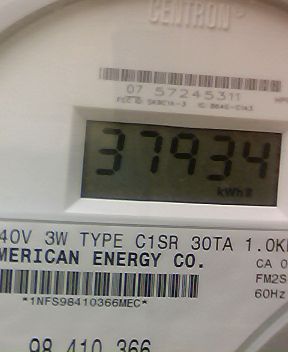 CENTRON
07 57245311
37934
kWh
40V 3W TYPE C1SR 30TA 1.0K
MERICAN ENERGY CO.
CA 0
FM2S
60Hz
*1NFS98410366MEC*
98 410 366